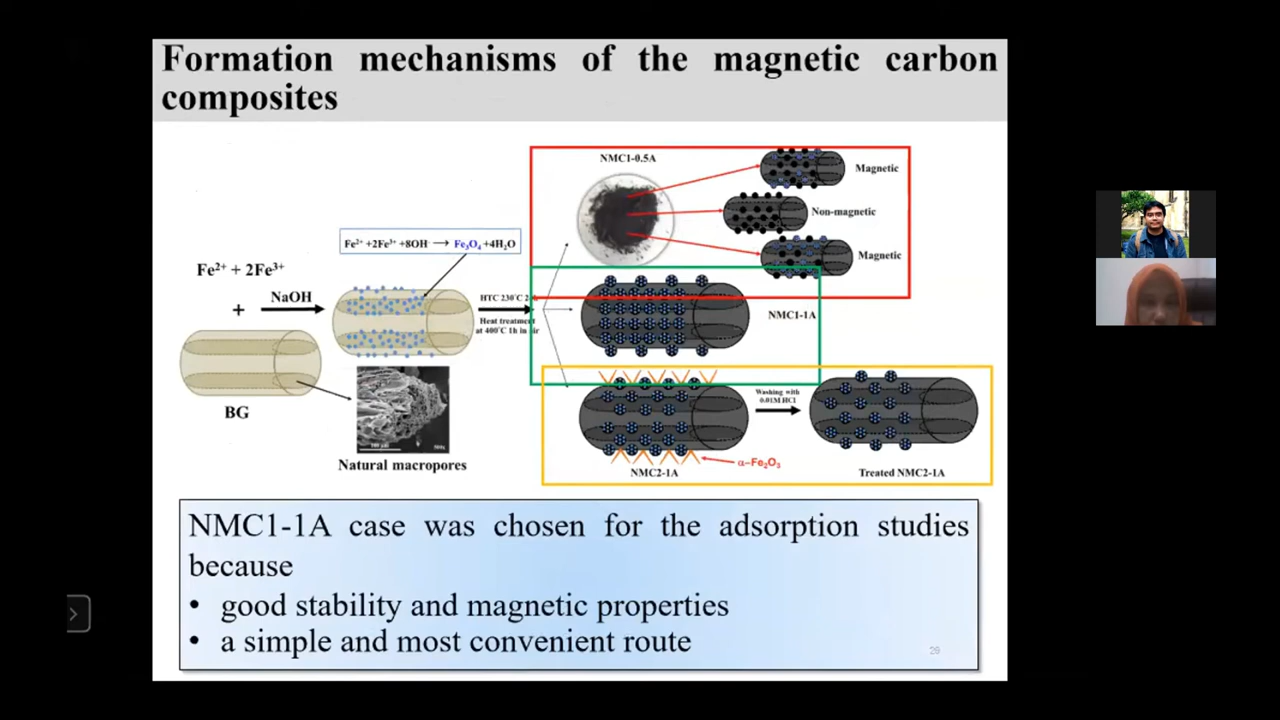 Formation mechanisms of the magnetic carbon
composites
NMC1-0.5A
Magnetic
Non-magnetic
Magnetic
Fe²⁺ +2Fe³⁺ +8OH⁻ → Fe₃O₄ +4H₂O
Fe²⁺ + 2Fe³⁺
+
NaOH
HTC 230°C
Heat treatment
at 400°C 1h in air
NMC1-1A
BG
Natural macropores
Washing with
0.01M HCl
α-Fe₂O₃
NMC2-1A
Treated NMC2-1A
NMC1-1A case was chosen for the adsorption studies
because
• good stability and magnetic properties
• a simple and most convenient route